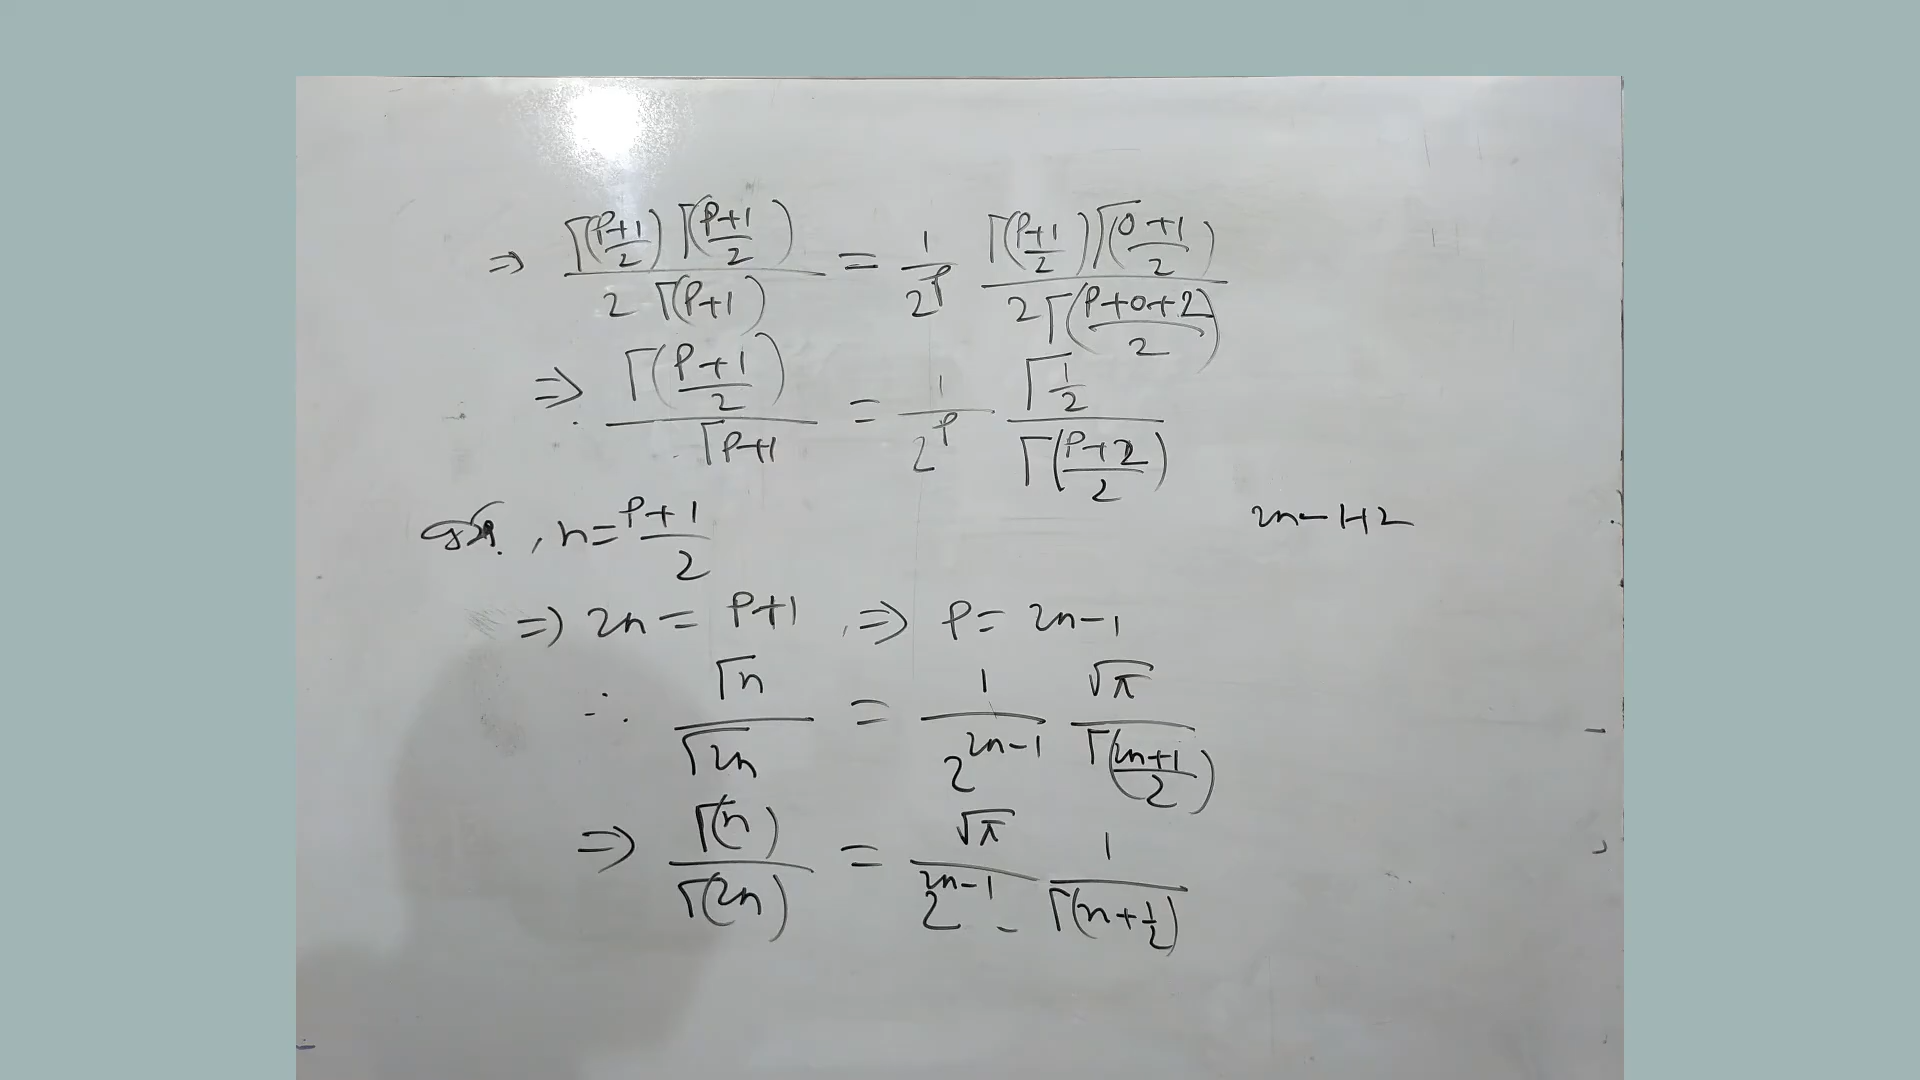 ⇒ Γ((P+1)/2) Γ((P+1)/2) / 2 Γ(P+1) = 1/2^P Γ((P+1)/2) Γ((0+1)/2) / 2Γ((P+0+2)/2)
⇒ Γ((P+1)/2) / ΓP+1 = 1/2^P Γ1/2 / Γ((P+2)/2)
, n = (P+1)/2
2n-1+2
⇒ 2n = P+1, ⇒ P = 2n-1
∴ Γn / Γ2n = 1/2^(2n-1) √π / Γ((2n+1)/2)
⇒ Γ(n) / Γ(2n) = √π / 2^(2n-1) 1 / Γ(n+1/2)